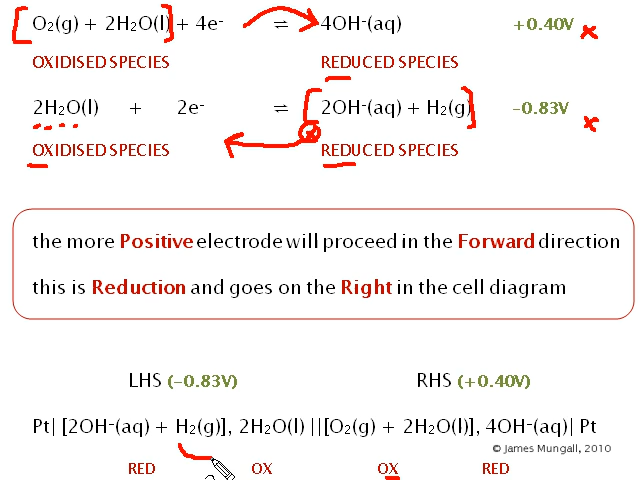 O₂(g) + 2H₂O(l) + 4e⁻ ⇌ 4OH⁻(aq) +0.40V
OXIDISED SPECIES REDUCED SPECIES
2H₂O(l) + 2e⁻ ⇌ 2OH⁻(aq) + H₂(g) –0.83V
OXIDISED SPECIES REDUCED SPECIES
the more Positive electrode will proceed in the Forward direction
this is Reduction and goes on the Right in the cell diagram
LHS (–0.83V) RHS (+0.40V)
Pt| [2OH⁻(aq) + H₂(g)], 2H₂O(l) ||[O₂(g) + 2H₂O(l)], 4OH⁻(aq)| Pt
© James Mungall, 2010
RED OX OX RED